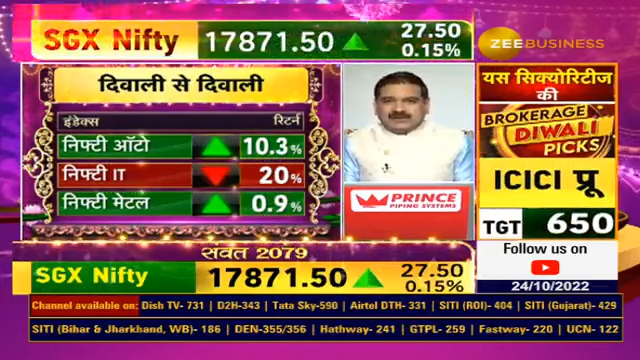 SGX Nifty 17871.50 27.50 0.15%
ZEE BUSINESS
दिवाली से दिवाली
इंडेक्स रिटर्न
निफ्टी ऑटो 10.3%
निफ्टी IT 20%
निफ्टी मेटल 0.9%
PRINCE
PIPING SYSTEMS
यस सिक्योरिटीज
की
BROKERAGE
DIWALI
PICKS
ICICI प्रू
TGT 650
Follow us on
संवत 2079
SGX Nifty 17871.50 27.50 0.15%
24/10/2022
Channel available on: Dish TV- 731 | D2H-343 | Tata Sky-590 | Airtel DTH- 331 | SITI (ROI)- 404 | SITI (Gujarat)- 429
SITI (Bihar & Jharkhand, WB)- 186 | DEN-355/356 | Hathway- 241 | GTPL- 259 | Fastway- 220 | UCN- 122